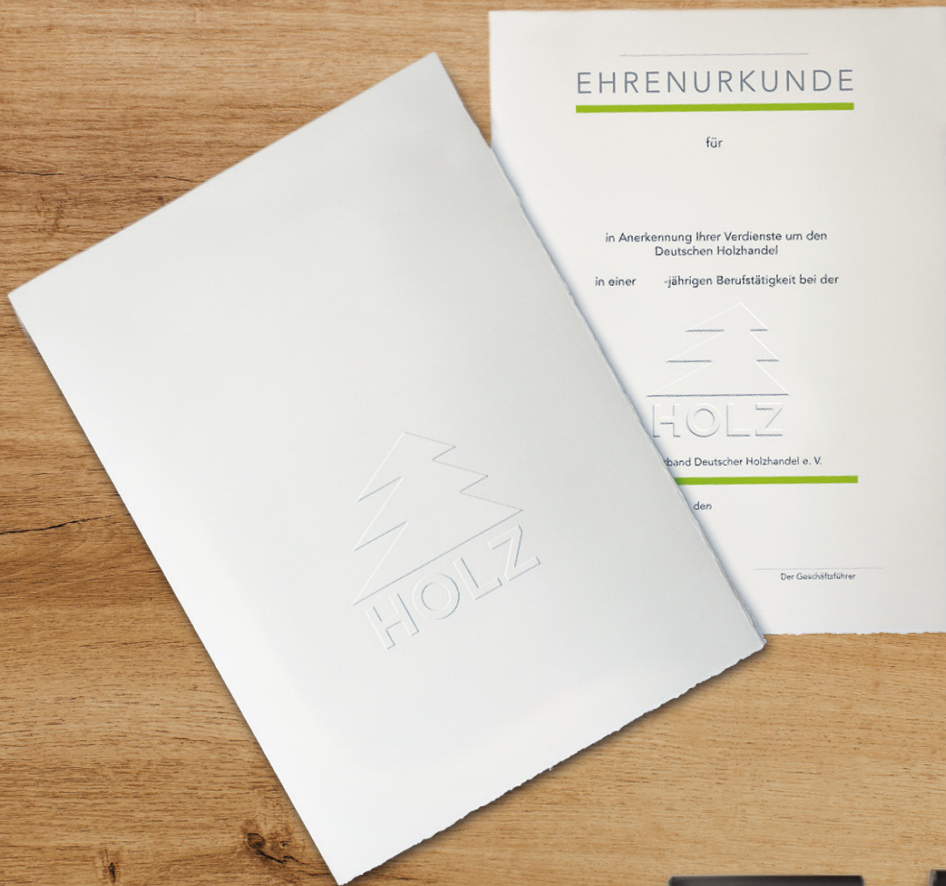 EHRENURKUNDE
für
in Anerkennung Ihrer Verdienste um den
Deutschen Holzhandel
in einer -jährigen Berufstätigkeit bei der
HOLZ
Deutscher Holzhandel e. V.
den
Der Geschäftsführer
HOLZ